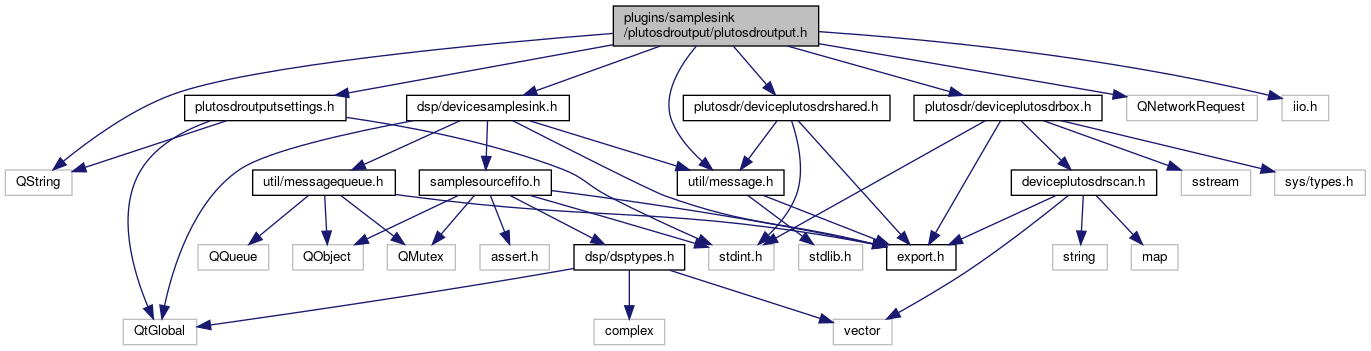 plugins/samplesink
/plutosdroutput/plutosdroutput.h
plutosdroutputsettings.h
dsp/devicesamplesink.h
plutosdr/deviceplutosdrshared.h
plutosdr/deviceplutosdrbox.h
QNetworkRequest
iio.h
QString
util/messagequeue.h
samplesourcefifo.h
util/message.h
deviceplutosdrscan.h
sstream
sys/types.h
QQueue
QObject
QMutex
assert.h
dsp/dsptypes.h
stdint.h
stdlib.h
export.h
string
map
QtGlobal
complex
vector